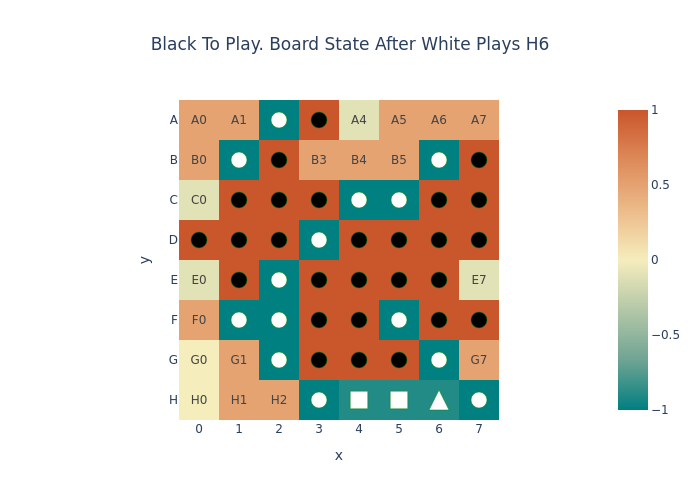 Black To Play. Board State After White Plays H6
A A0 A1 A4 A5 A6 A7
B B0 B3 B4 B5
C C0
D
E E0 E7
F F0
G G0 G1 G7
H H0 H1 H2
0 1 2 3 4 5 6 7
x
y
1
0.5
0
−0.5
−1